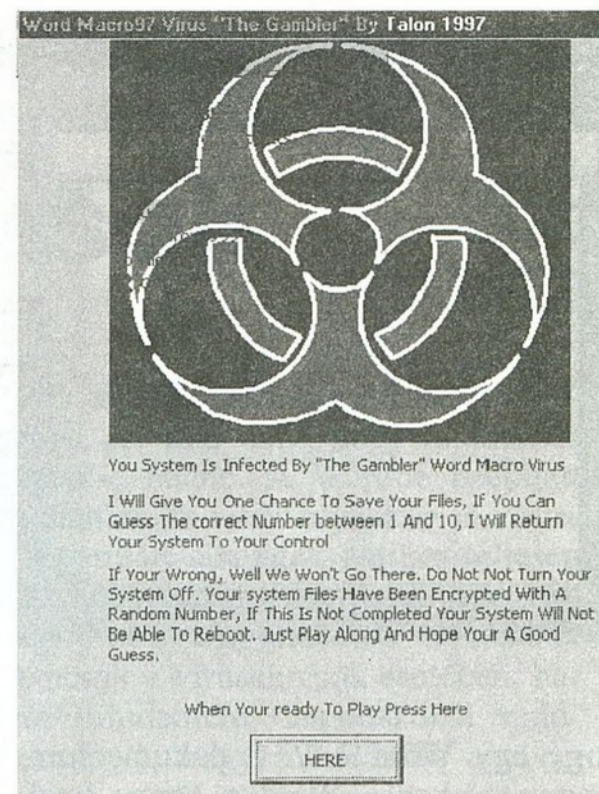 Word Macro97 Virus "The Gambler" By Talon 1997
You System Is Infected By "The Gambler" Word Macro Virus
I Will Give You One Chance To Save Your Files, If You Can
Guess The correct Number between 1 And 10, I Will Return
Your System To Your Control
If Your Wrong, Well We Won't Go There. Do Not Not Turn Your
System Off. Your system Files Have Been Encrypted With A
Random Number, If This Is Not Completed Your System Will Not
Be Able To Reboot. Just Play Along And Hope Your A Good
Guess.
When Your ready To Play Press Here
HERE